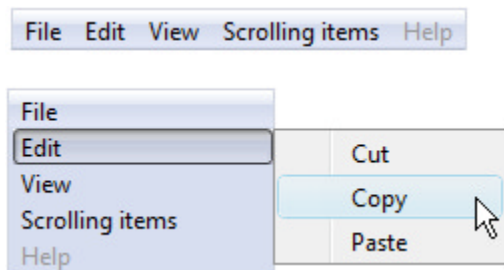 File Edit View Scrolling items Help
File
Edit
Cut
View
Copy
Scrolling items
Paste
Help